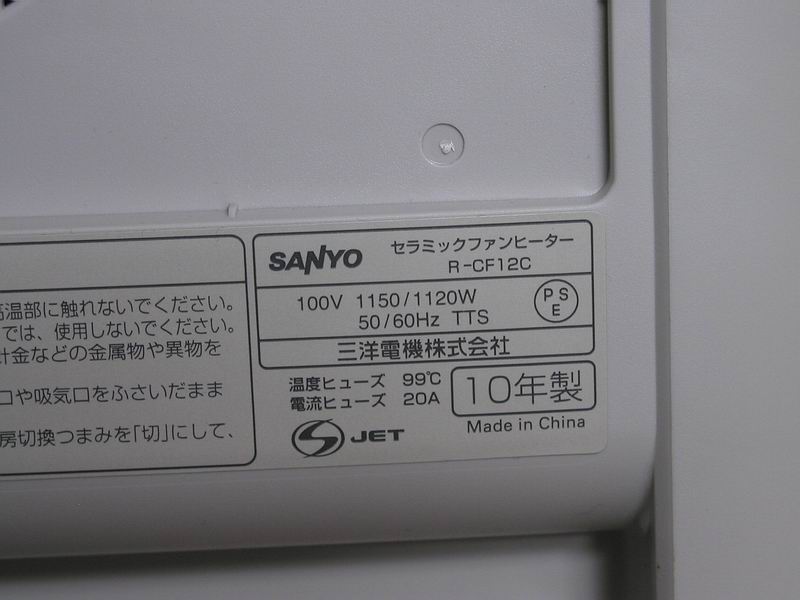 高温部に触れないでください。
では、使用しないでください。
計金などの金属物や異物を
口や吸気口をふさいだまま
房切換つまみを「切」にして、
SANYO セラミックファンヒーター
R-CF12C
100V 1150/1120W
50/60Hz TTS
PSE
三洋電機株式会社
温度ヒューズ 99℃
電流ヒューズ 20A
10年製
JET
Made in China